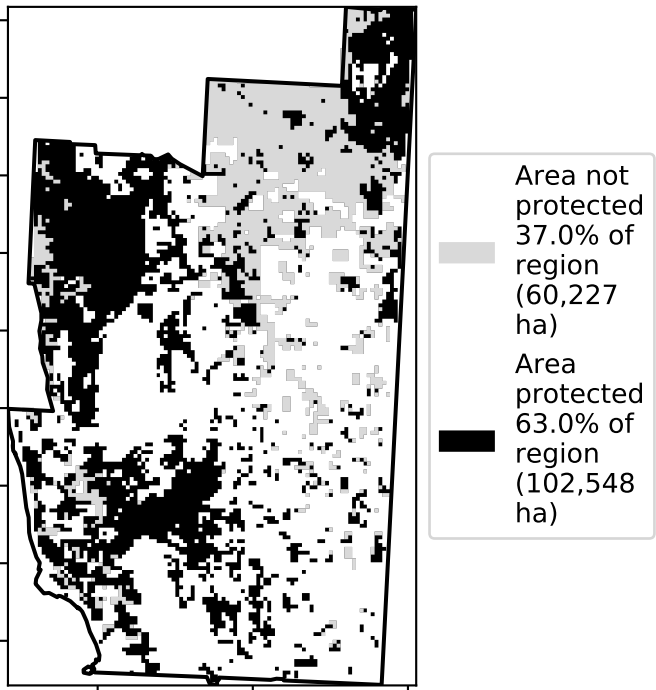 Area not
protected
37.0% of
region
(60,227
ha)
Area
protected
63.0% of
region
(102,548
ha)